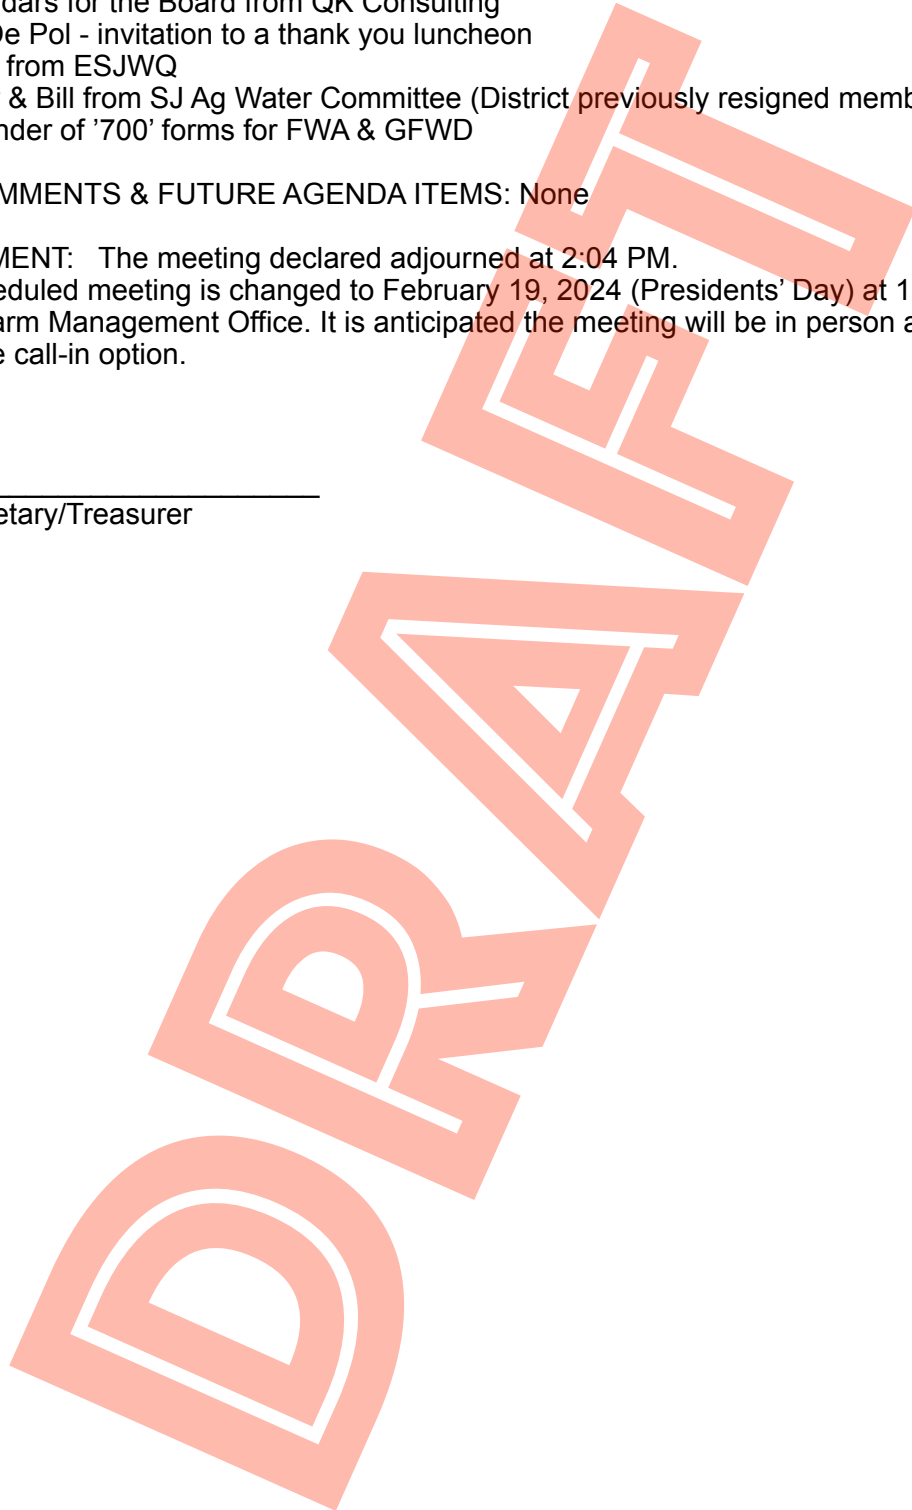 dars for the Board from QK Consulting
De Pol - invitation to a thank you luncheon
from ESJWQ
& Bill from SJ Ag Water Committee (District previously resigned memb
nder of ’700’ forms for FWA & GFWD
MMENTS & FUTURE AGENDA ITEMS: None
MENT: The meeting declared adjourned at 2:04 PM.
eduled meeting is changed to February 19, 2024 (Presidents’ Day) at 1
arm Management Office. It is anticipated the meeting will be in person a
e call-in option.
etary/Treasurer
DRAFT